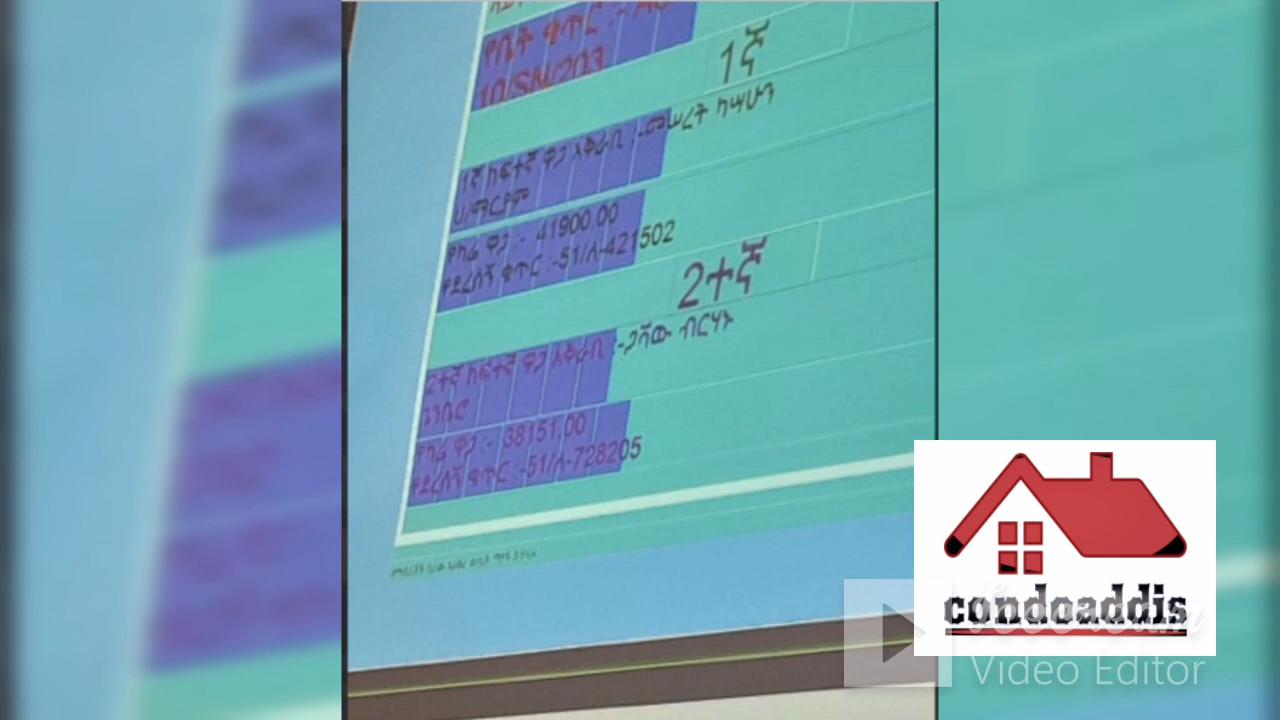 የቤት ቁጥር :-
10/SN/203
1ኛ
1ኛ ከፍተኛ ዋጋ አቅራቢ :-መሠረት ካሣሁን
ሀ/ማርያም
የካሬ ዋጋ :- 41900.00
የደረሰኝ ቁጥር :-51/ለ-421502
2ተኛ
2ተኛ ከፍተኛ ዋጋ አቅራቢ :-ጋሻው ብርሃኑ
የካሬ ዋጋ :- 38151.00
የደረሰኝ ቁጥር :-51/ለ-728205
condoaddis
Video Editor